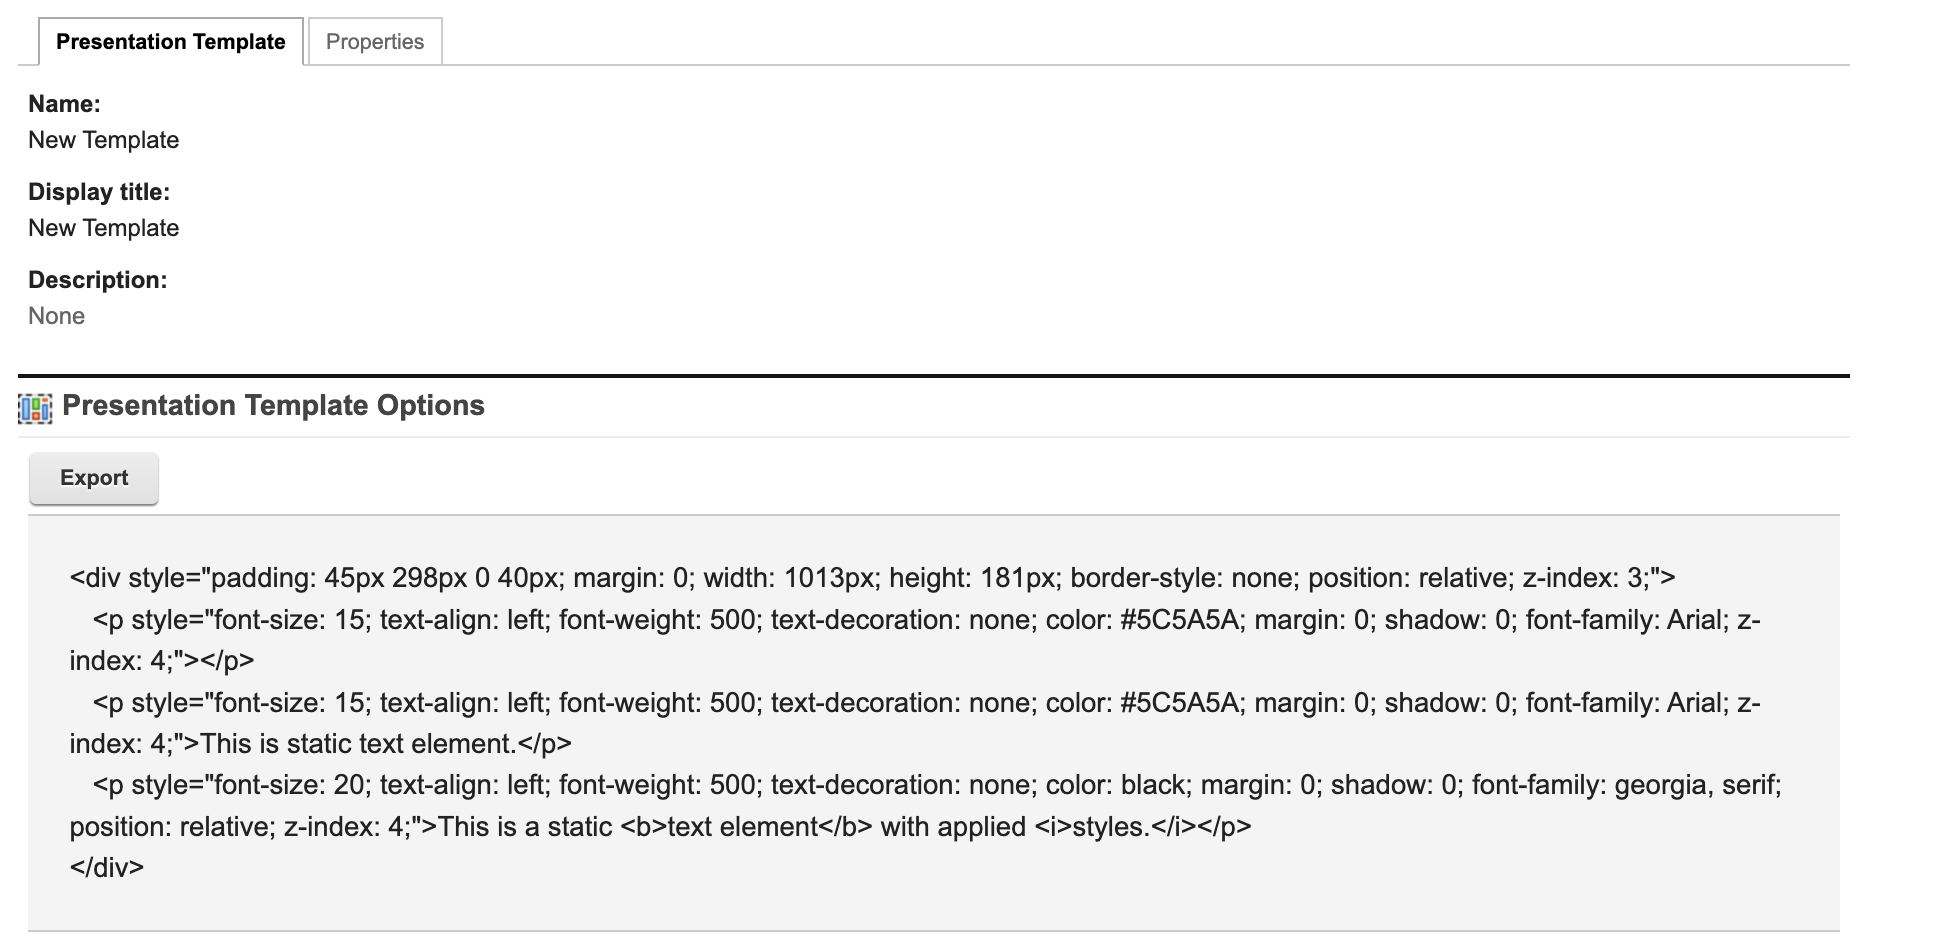 Presentation Template
Properties
Name:
New Template
Display title:
New Template
Description:
None
Presentation Template Options
Export
<div style="padding: 45px 298px 0 40px; margin: 0; width: 1013px; height: 181px; border-style: none; position: relative; z-index: 3;">
<p style="font-size: 15; text-align: left; font-weight: 500; text-decoration: none; color: #5C5A5A; margin: 0; shadow: 0; font-family: Arial; z-
index: 4;"></p>
<p style="font-size: 15; text-align: left; font-weight: 500; text-decoration: none; color: #5C5A5A; margin: 0; shadow: 0; font-family: Arial; z-
index: 4;">This is static text element.</p>
<p style="font-size: 20; text-align: left; font-weight: 500; text-decoration: none; color: black; margin: 0; shadow: 0; font-family: georgia, serif;
position: relative; z-index: 4;">This is a static <b>text element</b> with applied <i>styles.</i></p>
</div>